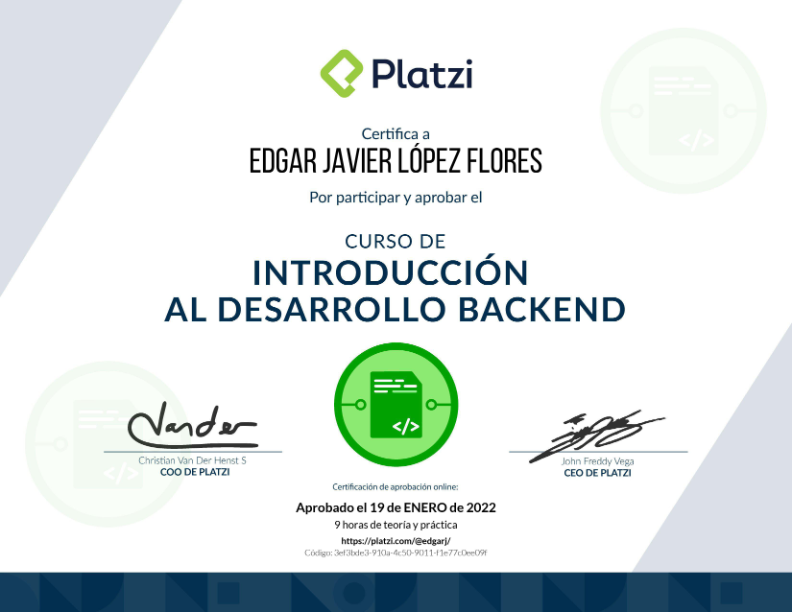 Platzi
Certifica a
EDGAR JAVIER LÓPEZ FLORES
Por participar y aprobar el
CURSO DE
INTRODUCCIÓN
AL DESARROLLO BACKEND
</>
</>
</>
Vander
Christian Van Der Henst S
COO DE PLATZI
John Freddy Vega
CEO DE PLATZI
Certificación de aprobación online:
Aprobado el 19 de ENERO de 2022
9 horas de teoría y práctica
https://platzi.com/@edgarj/
Código: 3ef3bde3-910a-4c50-9011-f1e77c0ee09f